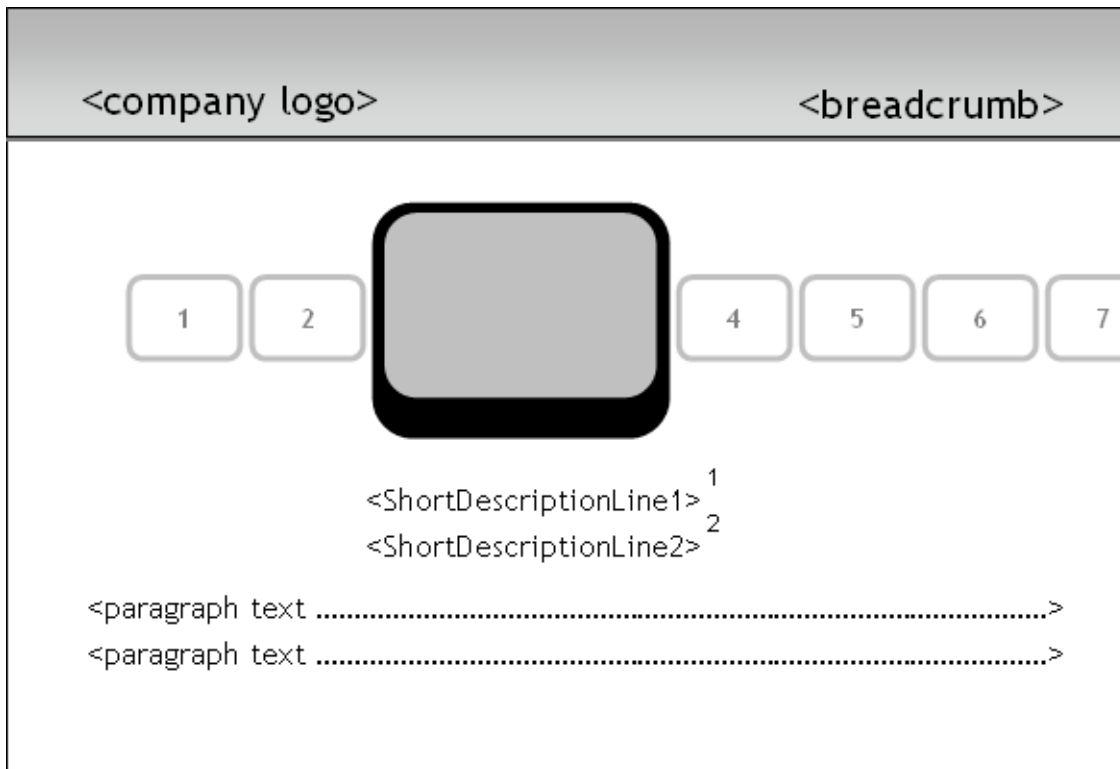 <company logo> <breadcrumb>
1 2 4 5 6 7
<ShortDescriptionLine1>1
<ShortDescriptionLine2>2
<paragraph text ................................................................................................>
<paragraph text ................................................................................................>